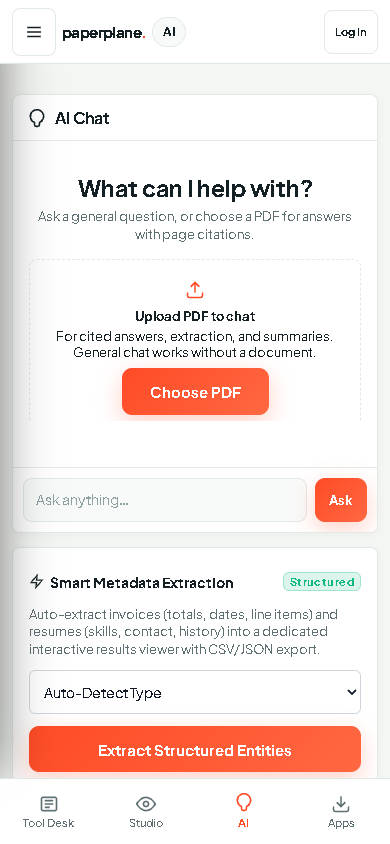 paperplane. AI Log In
AI Chat
What can I help with?
Ask a general question, or choose a PDF for answers
with page citations.
Upload PDF to chat
For cited answers, extraction, and summaries.
General chat works without a document.
Choose PDF
Ask anything... Ask
Smart Metadata Extraction Structured
Auto-extract invoices (totals, dates, line items) and
resumes (skills, contact, history) into a dedicated
interactive results viewer with CSV/JSON export.
Auto-Detect Type
Extract Structured Entities
Tool Desk Studio AI Apps